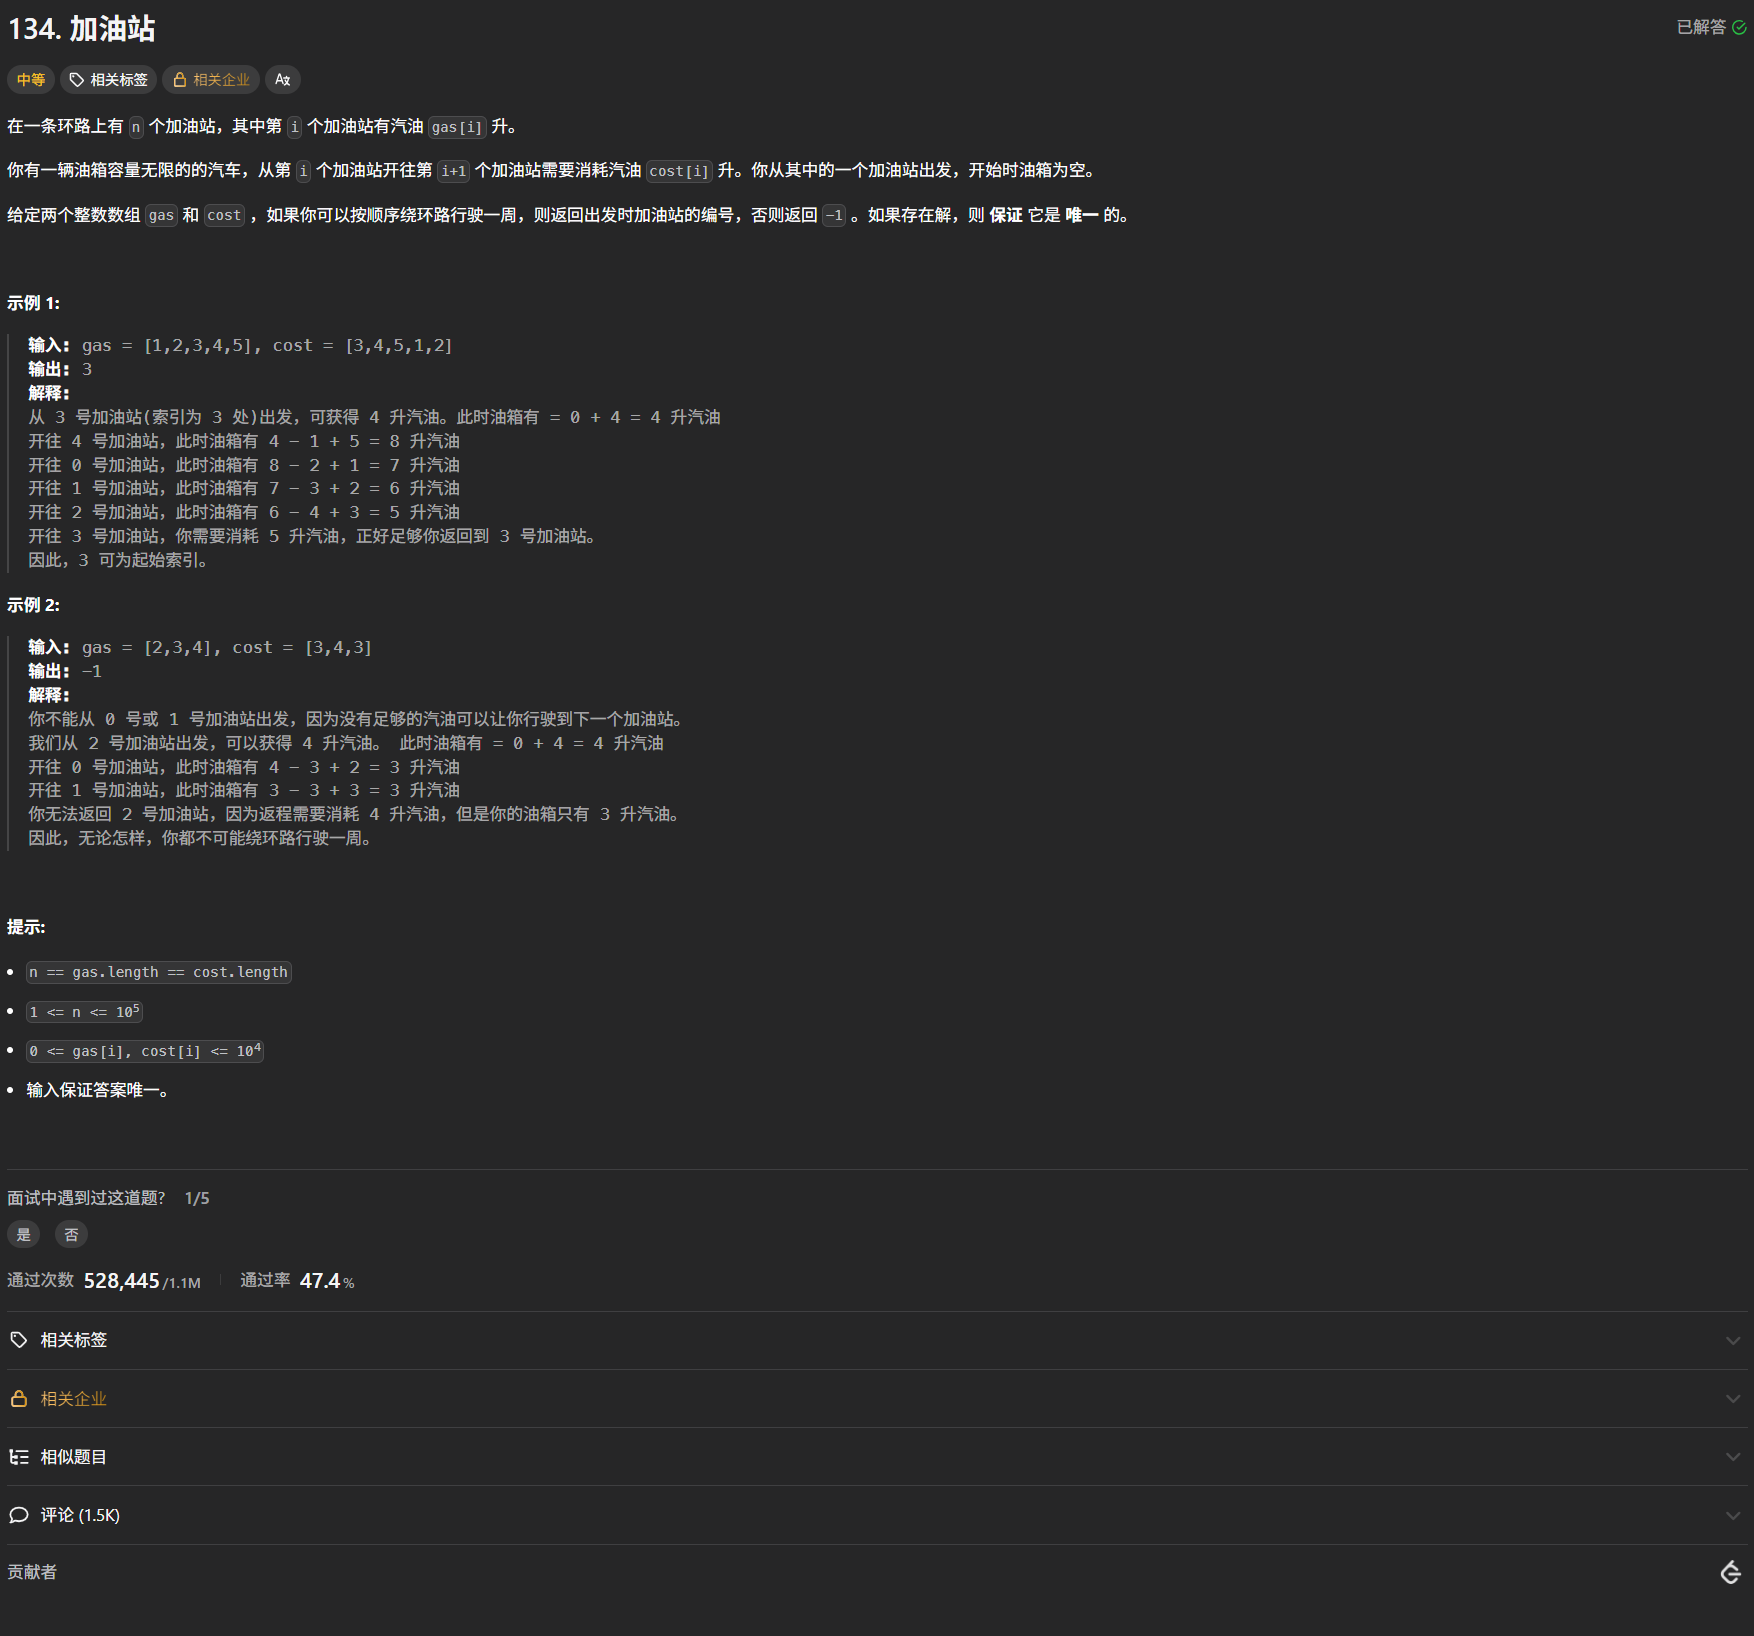 134. 加油站
已解答
中等
相关标签
相关企业
在一条环路上有 n 个加油站，其中第 i 个加油站有汽油 gas[i] 升。
你有一辆油箱容量无限的的汽车，从第 i 个加油站开往第 i+1 个加油站需要消耗汽油 cost[i] 升。你从其中的一个加油站出发，开始时油箱为空。
给定两个整数数组 gas 和 cost ，如果你可以按顺序绕环路行驶一周，则返回出发时加油站的编号，否则返回 -1 。如果存在解，则 保证 它是 唯一 的。
示例 1:
输入: gas = [1,2,3,4,5], cost = [3,4,5,1,2]
输出: 3
解释:
从 3 号加油站(索引为 3 处)出发，可获得 4 升汽油。此时油箱有 = 0 + 4 = 4 升汽油
开往 4 号加油站，此时油箱有 4 - 1 + 5 = 8 升汽油
开往 0 号加油站，此时油箱有 8 - 2 + 1 = 7 升汽油
开往 1 号加油站，此时油箱有 7 - 3 + 2 = 6 升汽油
开往 2 号加油站，此时油箱有 6 - 4 + 3 = 5 升汽油
开往 3 号加油站，你需要消耗 5 升汽油，正好足够你返回到 3 号加油站。
因此，3 可为起始索引。
示例 2:
输入: gas = [2,3,4], cost = [3,4,3]
输出: -1
解释:
你不能从 0 号或 1 号加油站出发，因为没有足够的汽油可以让你行驶到下一个加油站。
我们从 2 号加油站出发，可以获得 4 升汽油。 此时油箱有 = 0 + 4 = 4 升汽油
开往 0 号加油站，此时油箱有 4 - 3 + 2 = 3 升汽油
开往 1 号加油站，此时油箱有 3 - 3 + 3 = 3 升汽油
你无法返回 2 号加油站，因为返程需要消耗 4 升汽油，但是你的油箱只有 3 升汽油。
因此，无论怎样，你都不可能绕环路行驶一周。
提示:
• n == gas.length == cost.length
• 1 <= n <= 10⁵
• 0 <= gas[i], cost[i] <= 10⁴
• 输入保证答案唯一。
面试中遇到过这道题? 1/5
是 否
通过次数 528,445/1.1M 通过率 47.4%
相关标签
相关企业
相似题目
评论 (1.5K)
贡献者